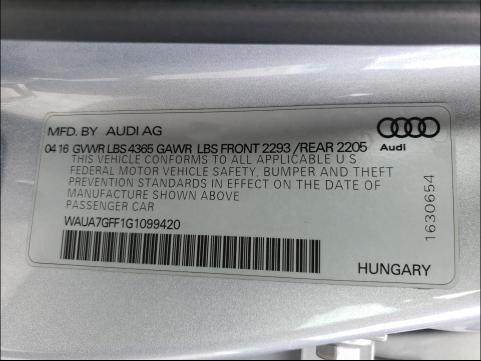 MFD. BY AUDI AG
Audi
04 16 GVWR LBS 4365 GAWR LBS FRONT 2293 /REAR 2205
THIS VEHICLE CONFORMS TO ALL APPLICABLE U.S.
FEDERAL MOTOR VEHICLE SAFETY, BUMPER AND THEFT
PREVENTION STANDARDS IN EFFECT ON THE DATE OF
MANUFACTURE SHOWN ABOVE
PASSENGER CAR
WAUA7GFF1G1099420
1630654
HUNGARY